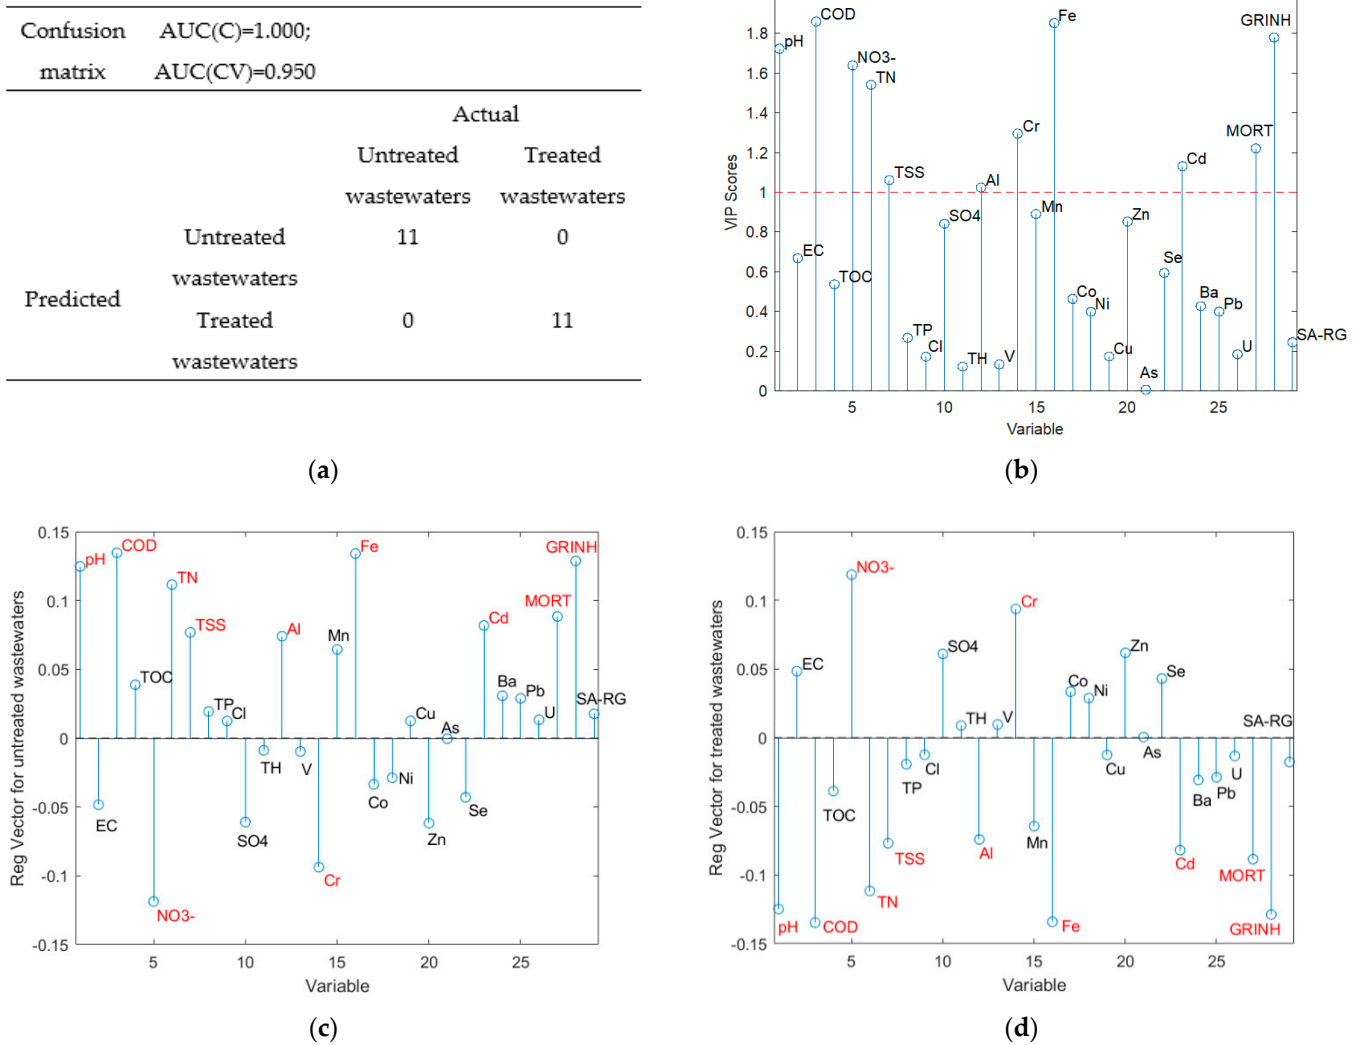 Confusion AUC(C)=1.000;
matrix AUC(CV)=0.950
Actual
Untreated Treated
wastewaters wastewaters
Untreated 11 0
wastewaters
Predicted
Treated 0 11
wastewaters
(a)
VIP Scores
1.8
1.6
1.4
1.2
1
0.8
0.6
0.4
0.2
0
pH
EC
COD
TOC
NO3-
TN
TSS
TP
Cl
SO4
TH
Al
V
Cr
Mn
Fe
Co
Ni
Cu
Zn
As
Se
Cd
Ba
Pb
U
MORT
GRINH
SA-RG
5 10 15 20 25
Variable
(b)
Reg Vector for untreated wastewaters
0.15
0.1
0.05
0
-0.05
-0.1
-0.15
pH
EC
COD
TOC
NO3-
TN
TSS
TP
Cl
SO4
TH
Al
V
Cr
Mn
Fe
Co
Ni
Cu
Zn
As
Se
Cd
Ba
Pb
U
MORT
GRINH
SA-RG
5 10 15 20 25
Variable
(c)
Reg Vector for treated wastewaters
0.15
0.1
0.05
0
-0.05
-0.1
-0.15
pH
EC
COD
TOC
NO3-
TN
TSS
TP
Cl
SO4
TH
Al
V
Cr
Mn
Fe
Co
Ni
Cu
Zn
As
Se
Cd
Ba
Pb
U
MORT
GRINH
SA-RG
5 10 15 20 25
Variable
(d)